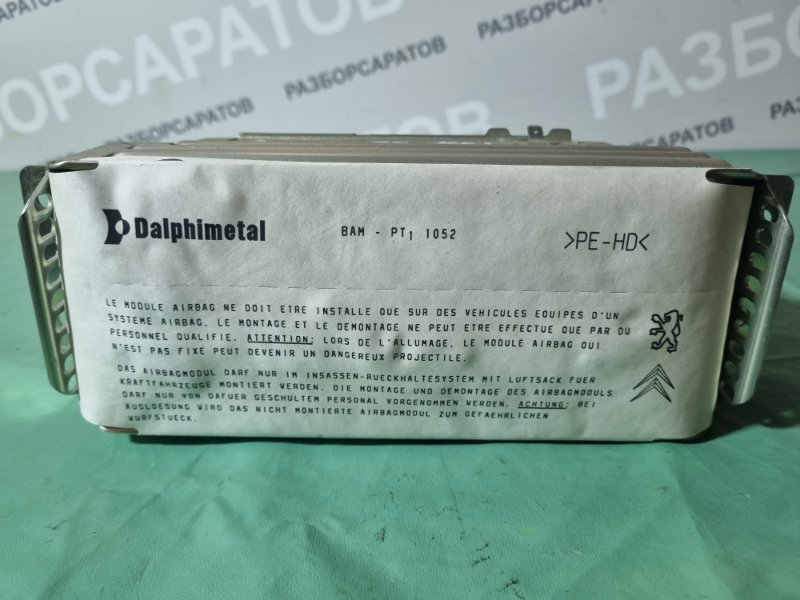 РАЗБОРСАРАТОВ
РАЗБОРСАРАТОВ
РАЗБОРСАРАТОВ
Dalphimetal
BAM - PT1 1052
>PE-HD<
LE MODULE AIRBAG NE DOIT ETRE INSTALLE QUE SUR DES VEHICULES EQUIPES D'UN
SYSTEME AIRBAG. LE MONTAGE ET LE DEMONTAGE NE PEUT ETRE EFFECTUE QUE PAR DU
PERSONNEL QUALIFIE. ATTENTION: LORS DE L'ALLUMAGE, LE MODULE AIRBAG QUI
N'EST PAS FIXE PEUT DEVENIR UN DANGEREUX PROJECTILE.
DAS AIRBAGMODUL DARF NUR IM INSASSEN-RUECKHALTESYSTEM MIT LUFTSACK FUER
KRAFTFAHRZEUGE MONTIERT WERDEN. DIE MONTAGE UND DEMONTAGE DES AIRBAGMODULS
DARF NUR VON DAFUER GESCHULTEM PERSONAL VORGENOMMEN WERDEN. ACHTUNG: BEI
AUSLOESUNG WIRD DAS NICHT MONTIERTE AIRBAGMODUL ZUM GEFAEHRLICHEN
WURFSTUECK.